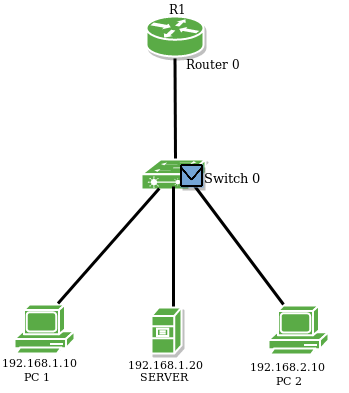 R1
Router 0
Switch 0
192.168.1.10
PC 1
192.168.1.20
SERVER
192.168.2.10
PC 2